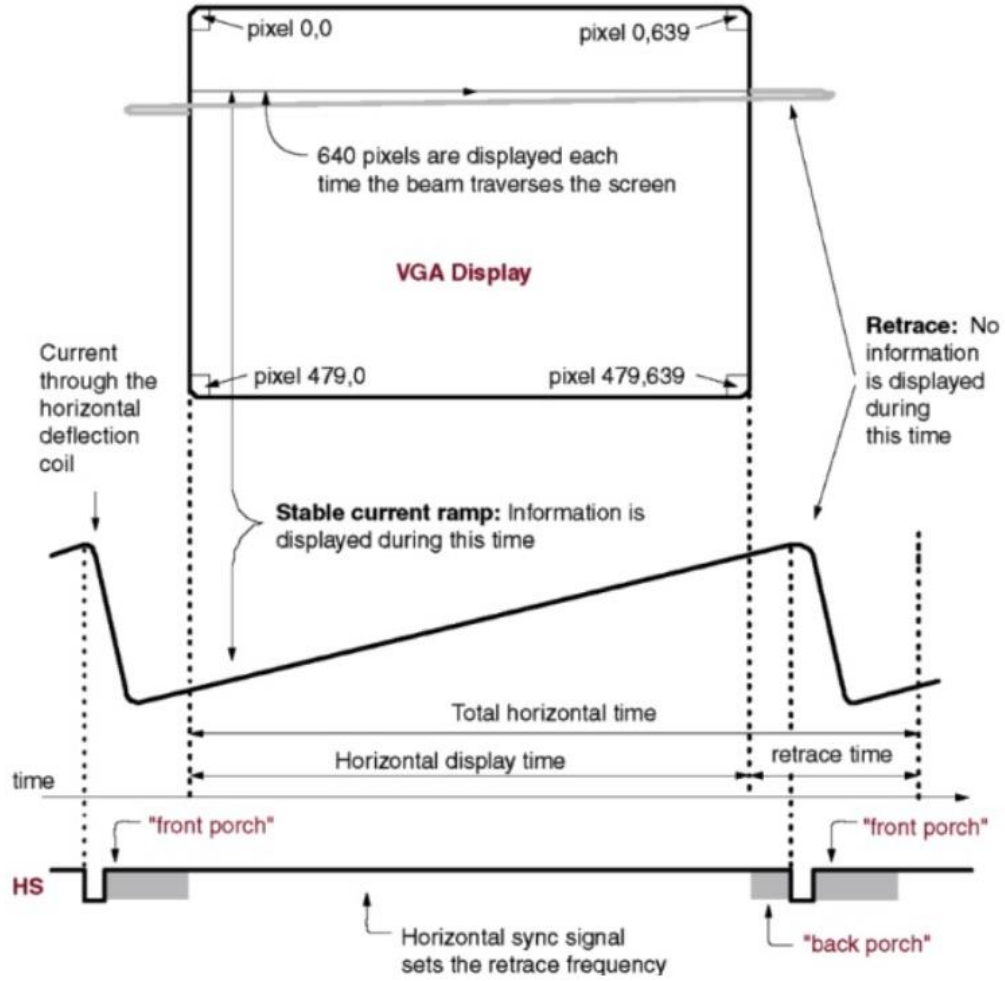 pixel 0,0
pixel 0,639
640 pixels are displayed each
time the beam traverses the screen
VGA Display
Retrace: No
information
is displayed
during
this time
Current
through the
horizontal
deflection
coil
pixel 479,0
pixel 479,639
Stable current ramp: Information is
displayed during this time
Total horizontal time
Horizontal display time
retrace time
time
"front porch"
"front porch"
HS
Horizontal sync signal
sets the retrace frequency
"back porch"